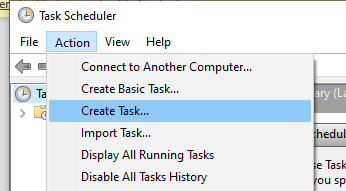 Task Scheduler
File Action View Help
Connect to Another Computer...
Create Basic Task...
Create Task...
Import Task...
Display All Running Tasks
Disable All Tasks History